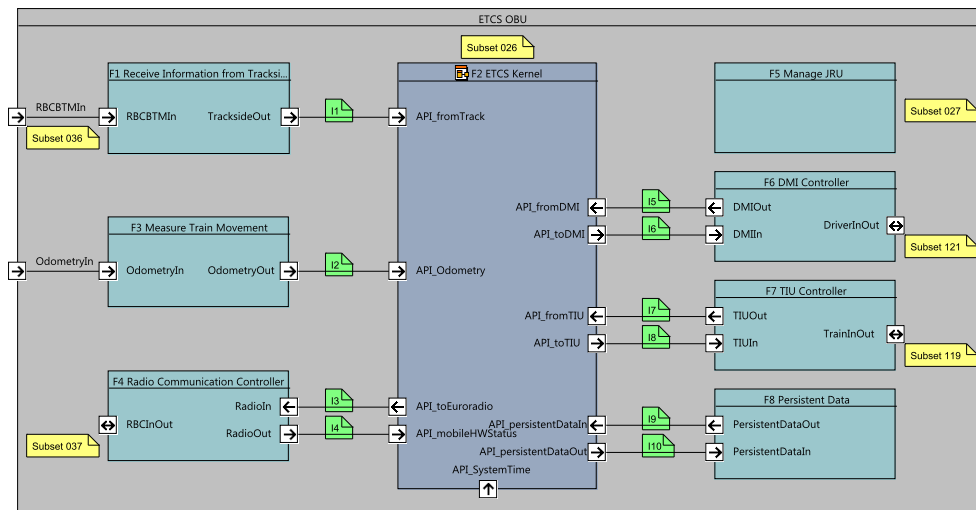 ETCS OBU
Subset 026
F1 Receive Information from Tracksi...
F2 ETCS Kernel
F5 Manage JRU
RBCBTMIn
RBCBTMIn
TracksideOut
I1
API_fromTrack
Subset 036
Subset 027
F6 DMI Controller
API_fromDMI
I5
DMIOut
API_toDMI
I6
DMIIn
DriverInOut
Subset 121
F3 Measure Train Movement
OdometryIn
OdometryIn
OdometryOut
I2
API_Odometry
F7 TIU Controller
API_fromTIU
I7
TIUOut
API_toTIU
I8
TIUIn
TrainInOut
Subset 119
F4 Radio Communication Controller
RadioIn
I3
API_toEuroradio
RBCInOut
RadioOut
I4
API_mobileHWStatus
Subset 037
F8 Persistent Data
API_persistentDataIn
I9
PersistentDataOut
API_persistentDataOut
I10
PersistentDataIn
API_SystemTime